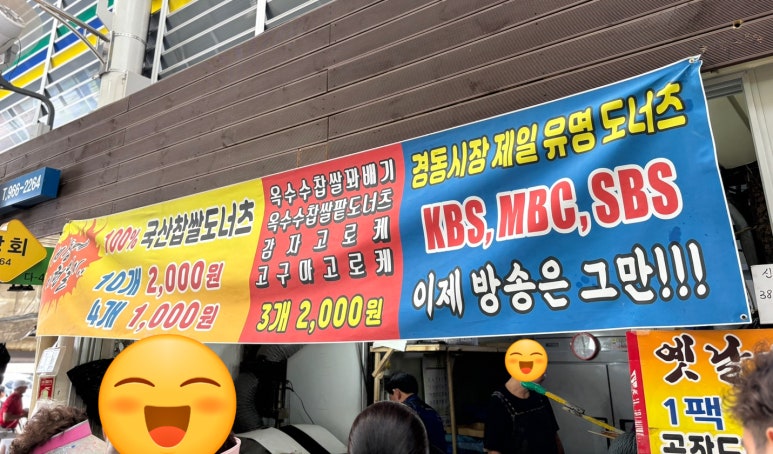 T.966-2264
100% 국산찹쌀도너츠
10개 2,000원
4개 1,000원
옥수수찹쌀꽈배기
옥수수찹쌀팥도너츠
감자고로케
고구마고로케
3개 2,000원
경동시장 제일 유명 도너츠
KBS, MBC, SBS
이제 방송은 그만!!!
옛날
1팩